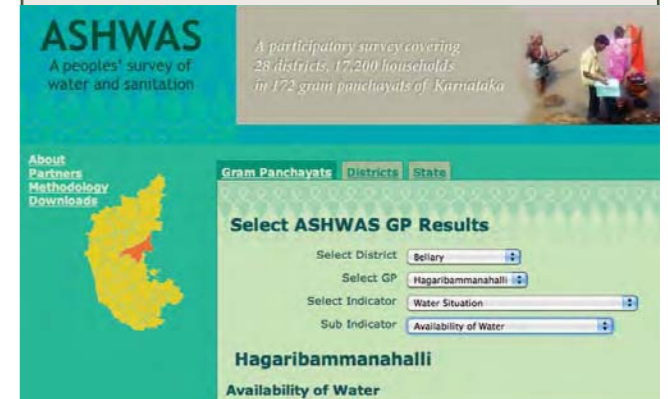 ASHWAS
A peoples' survey of
water and sanitation
A participatory survey covering
28 districts, 17,200 households
in 172 gram panchayats of Karnataka
About
Partners
Methodology
Downloads
Gram Panchayats Districts State
Select ASHWAS GP Results
Select District Bellary
Select GP Hagaribammanahalli
Select Indicator Water Situation
Sub Indicator Availability of Water
Hagaribammanahalli
Availability of Water